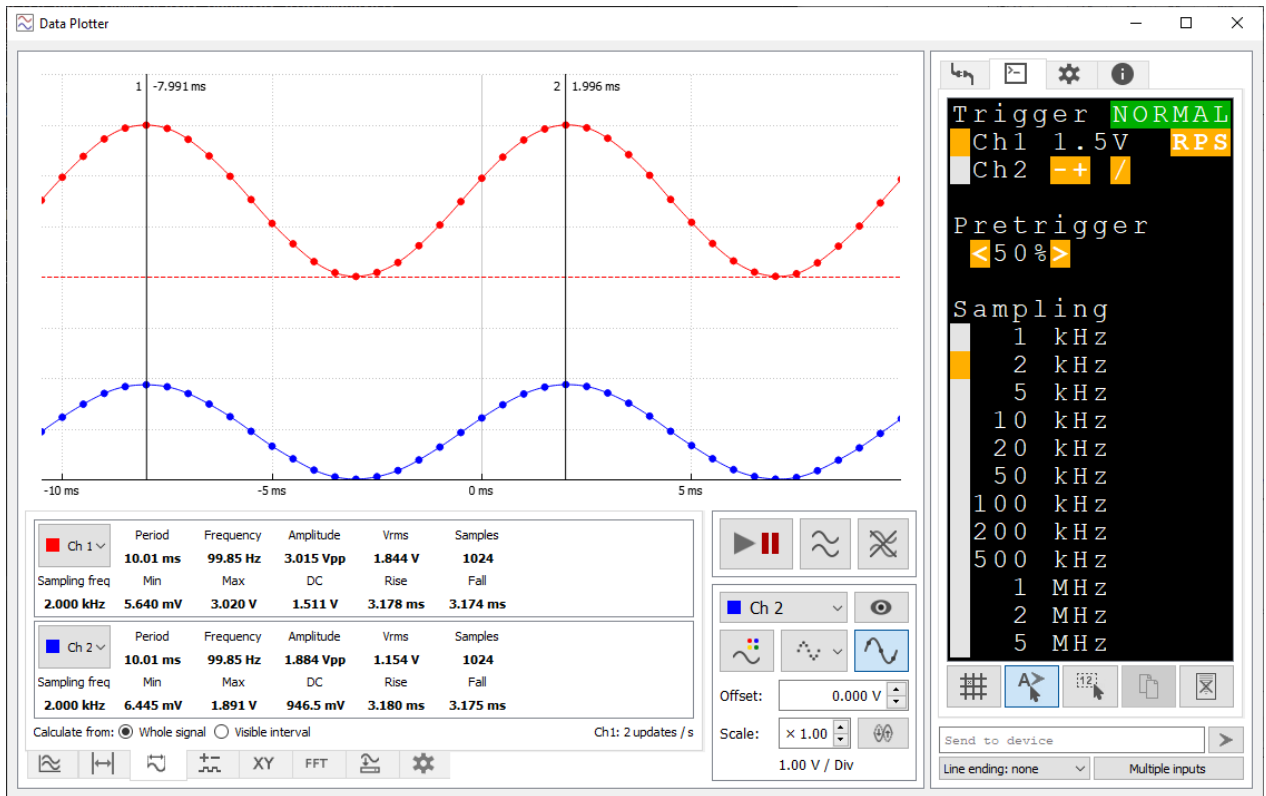 Data Plotter
1 -7.991 ms
2 1.996 ms
-10 ms -5 ms 0 ms 5 ms
Ch 1 Period Frequency Amplitude Vrms Samples
10.01 ms 99.85 Hz 3.015 Vpp 1.844 V 1024
Sampling freq Min Max DC Rise Fall
2.000 kHz 5.640 mV 3.020 V 1.511 V 3.178 ms 3.174 ms
Ch 2 Period Frequency Amplitude Vrms Samples
10.01 ms 99.85 Hz 1.884 Vpp 1.154 V 1024
Sampling freq Min Max DC Rise Fall
2.000 kHz 6.445 mV 1.891 V 946.5 mV 3.180 ms 3.175 ms
Calculate from: Whole signal Visible interval Ch1: 2 updates / s
XY FFT
Ch 2
Offset: 0.000 V
Scale: × 1.00
1.00 V / Div
Trigger NORMAL
Ch1 1.5V RPS
Ch2 -+ /
Pretrigger
<50%>
Sampling
1 kHz
2 kHz
5 kHz
10 kHz
20 kHz
50 kHz
100 kHz
200 kHz
500 kHz
1 MHz
2 MHz
5 MHz
A
12
Send to device
Line ending: none Multiple inputs